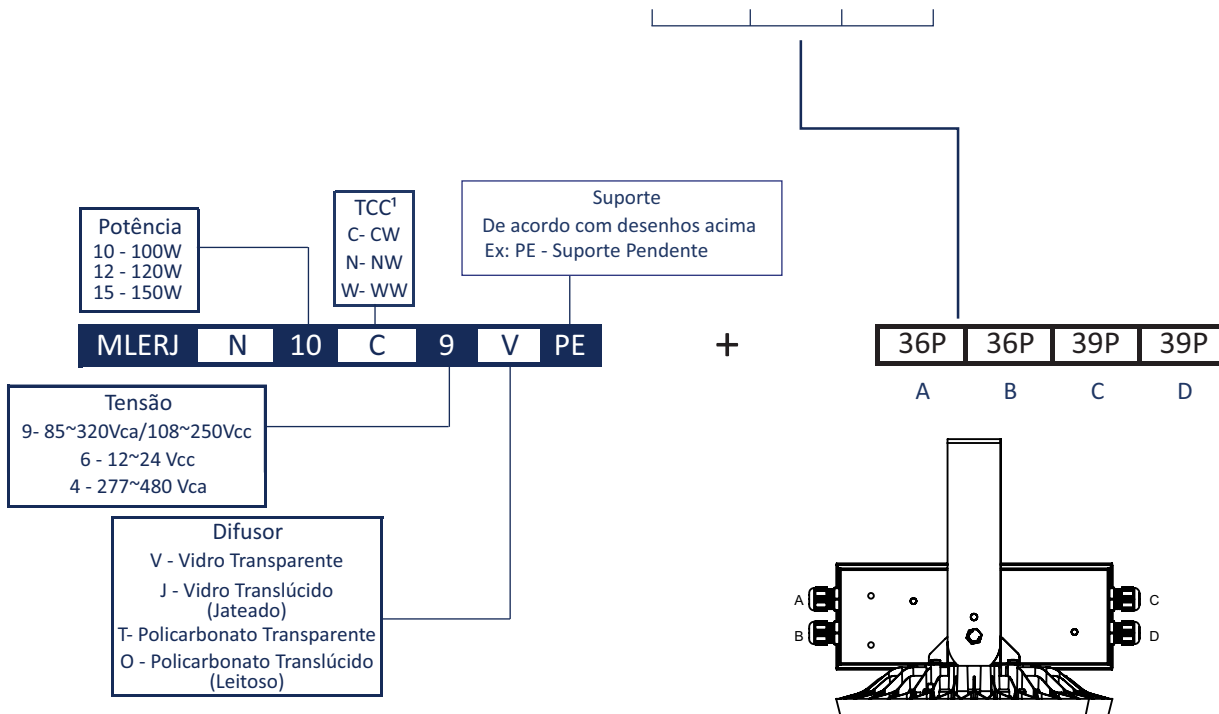 Potência
10 - 100W
12 - 120W
15 - 150W
TCC¹
C- CW
N- NW
W- WW
Suporte
De acordo com desenhos acima
Ex: PE - Suporte Pendente
MLERJ N 10 C 9 V PE + 36P 36P 39P 39P
A B C D
Tensão
9- 85~320Vca/108~250Vcc
6 - 12~24 Vcc
4 - 277~480 Vca
Difusor
V - Vidro Transparente
J - Vidro Translúcido
(Jateado)
T- Policarbonato Transparente
O - Policarbonato Translúcido
(Leitoso)
A C
B D